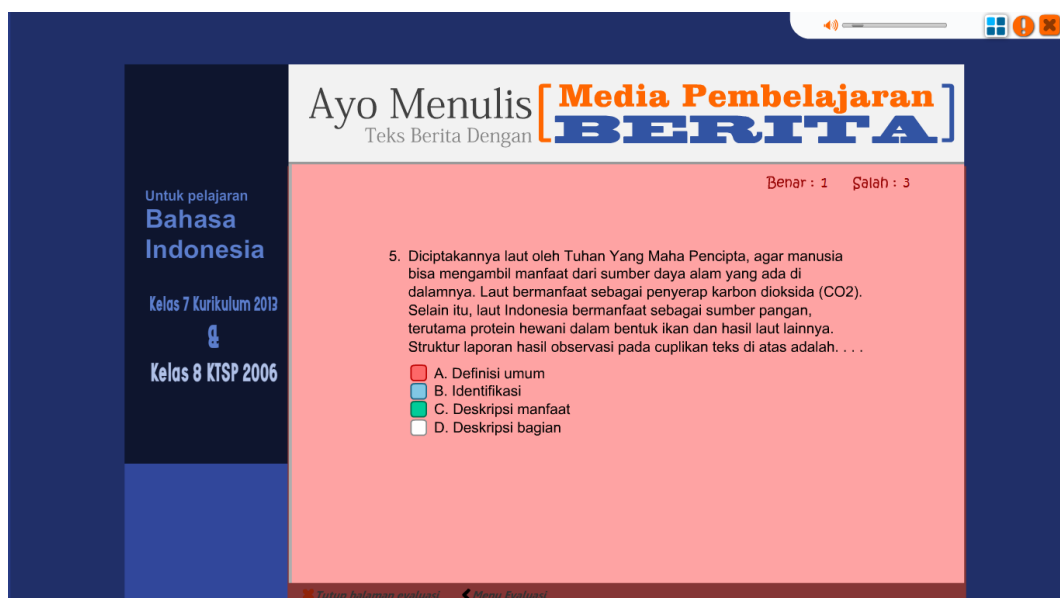 Ayo Menulis
Teks Berita Dengan
[Media Pembelajaran
BERITA]
Benar : 1 Salah : 3
Untuk pelajaran
Bahasa
Indonesia
Kelas 7 Kurikulum 2013
&
Kelas 8 KTSP 2006
5. Diciptakannya laut oleh Tuhan Yang Maha Pencipta, agar manusia
bisa mengambil manfaat dari sumber daya alam yang ada di
dalamnya. Laut bermanfaat sebagai penyerap karbon dioksida (CO2).
Selain itu, laut Indonesia bermanfaat sebagai sumber pangan,
terutama protein hewani dalam bentuk ikan dan hasil laut lainnya.
Struktur laporan hasil observasi pada cuplikan teks di atas adalah. . . .
A. Definisi umum
B. Identifikasi
C. Deskripsi manfaat
D. Deskripsi bagian
Tutup halaman evaluasi Menu Evaluasi